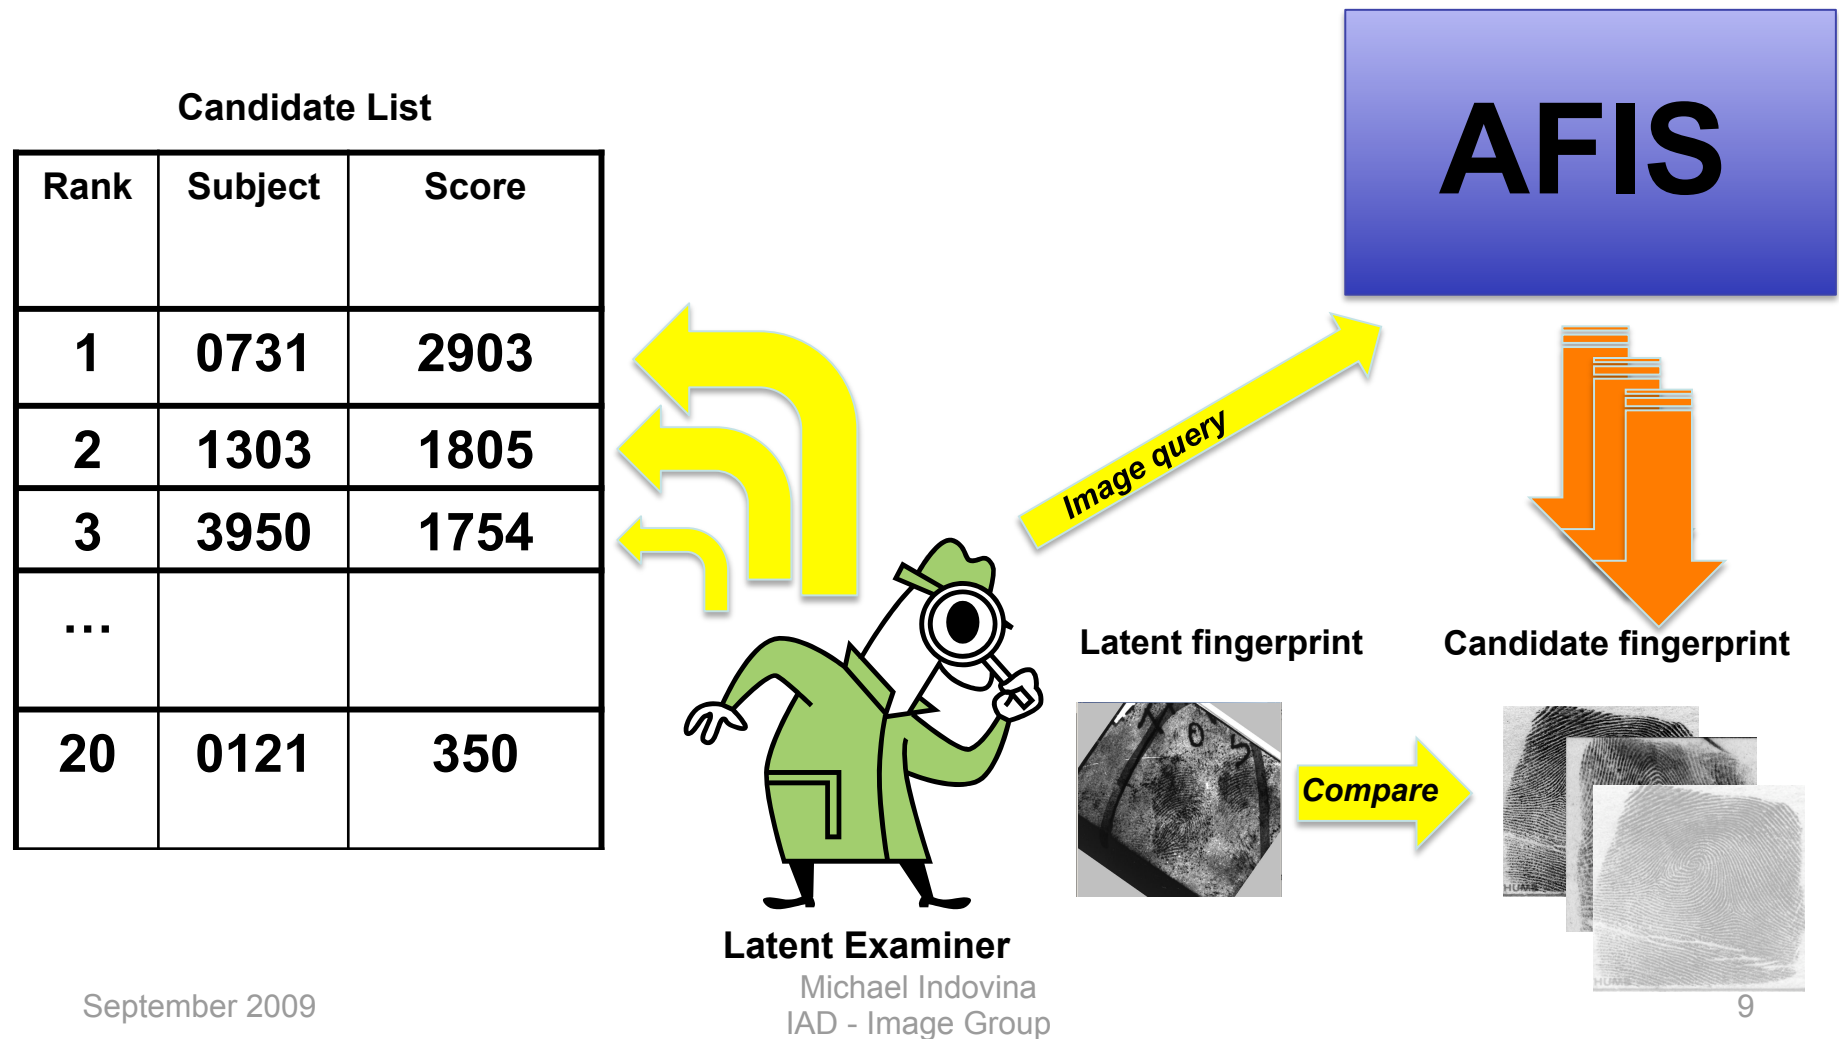 AFIS
Candidate List
Rank Subject Score
1 0731 2903
2 1303 1805
3 3950 1754
...
20 0121 350
Image query
Latent fingerprint
Candidate fingerprint
705
Compare
Latent Examiner
Michael Indovina
IAD - Image Group
September 2009
9